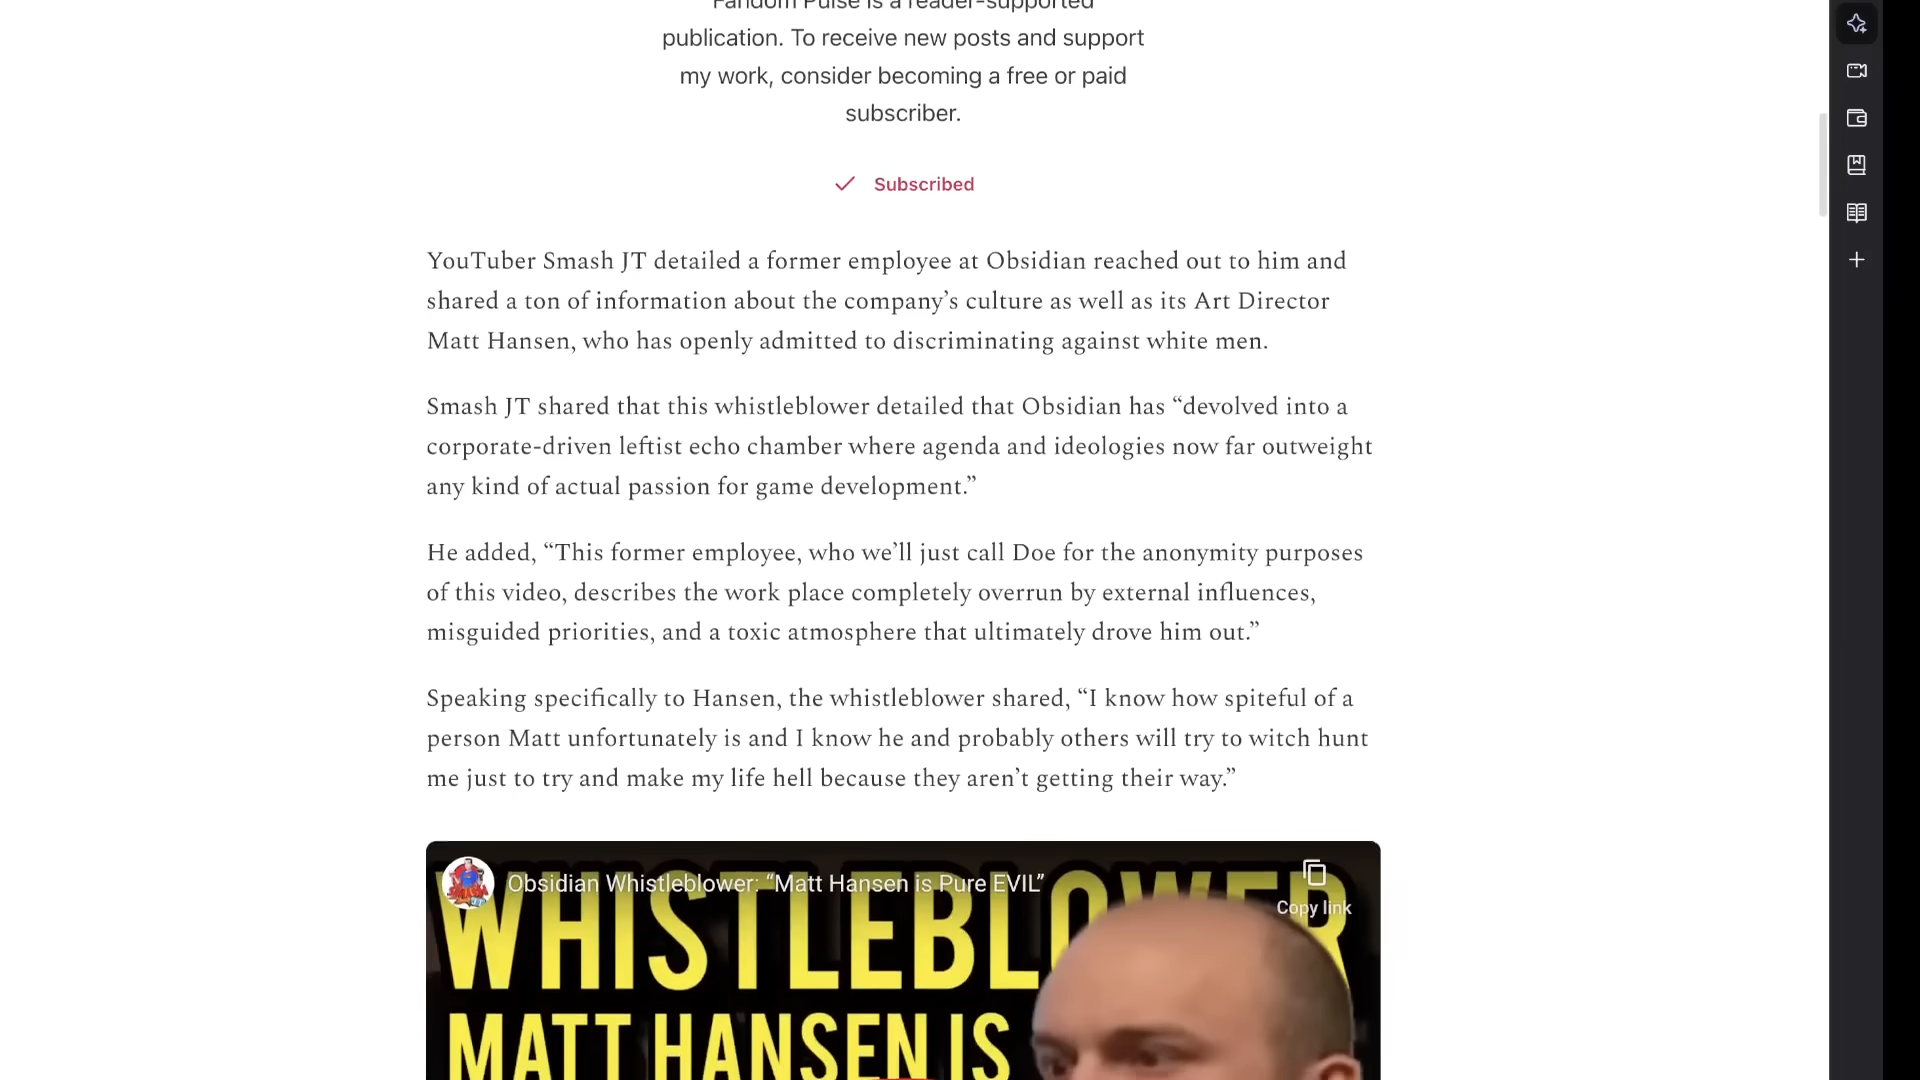 Fandom Pulse is a reader-supported
publication. To receive new posts and support
my work, consider becoming a free or paid
subscriber.
Subscribed
YouTuber Smash JT detailed a former employee at Obsidian reached out to him and
shared a ton of information about the company’s culture as well as its Art Director
Matt Hansen, who has openly admitted to discriminating against white men.
Smash JT shared that this whistleblower detailed that Obsidian has “devolved into a
corporate-driven leftist echo chamber where agenda and ideologies now far outweight
any kind of actual passion for game development.”
He added, “This former employee, who we’ll just call Doe for the anonymity purposes
of this video, describes the work place completely overrun by external influences,
misguided priorities, and a toxic atmosphere that ultimately drove him out.”
Speaking specifically to Hansen, the whistleblower shared, “I know how spiteful of a
person Matt unfortunately is and I know he and probably others will try to witch hunt
me just to try and make my life hell because they aren’t getting their way.”
Obsidian Whistleblower: “Matt Hansen is Pure EVIL”
Copy link
WHISTLEBLOWER
MATT HANSEN IS